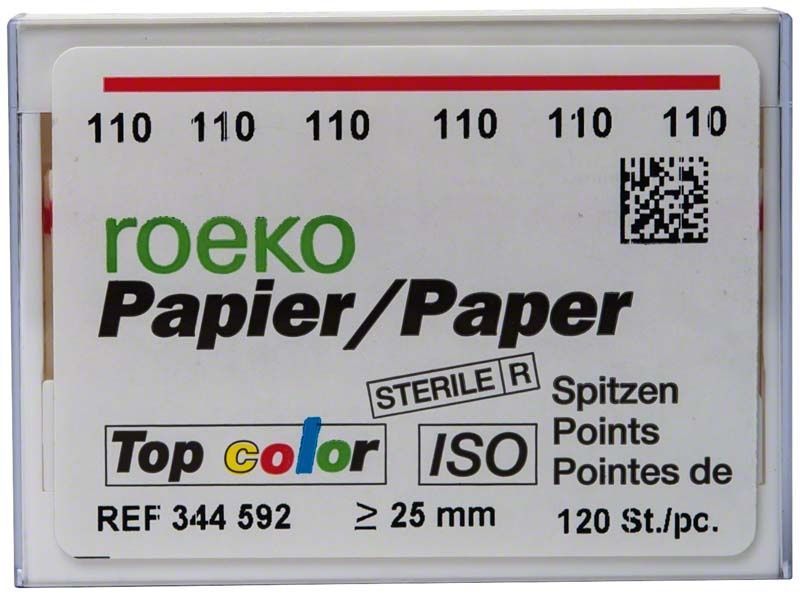 110 110 110 110 110 110
roeko
Papier/Paper
STERILE R
Spitzen
Top color ISO Points
Pointes de
REF 344 592 ≥ 25 mm 120 St./pc.